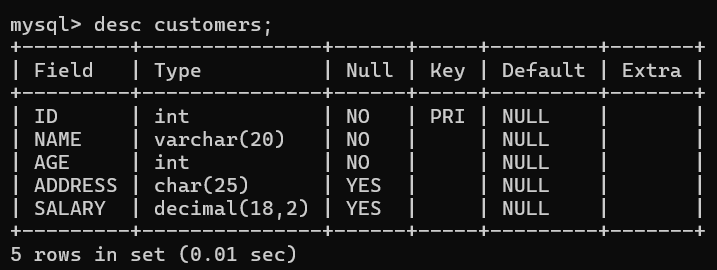 mysql> desc customers;
+----------+---------------+------+-----+---------+-------+
| Field    | Type          | Null | Key | Default | Extra |
+----------+---------------+------+-----+---------+-------+
| ID       | int           | NO   | PRI | NULL    |       |
| NAME     | varchar(20)   | NO   |     | NULL    |       |
| AGE      | int           | NO   |     | NULL    |       |
| ADDRESS  | char(25)      | YES  |     | NULL    |       |
| SALARY   | decimal(18,2) | YES  |     | NULL    |       |
+----------+---------------+------+-----+---------+-------+
5 rows in set (0.01 sec)